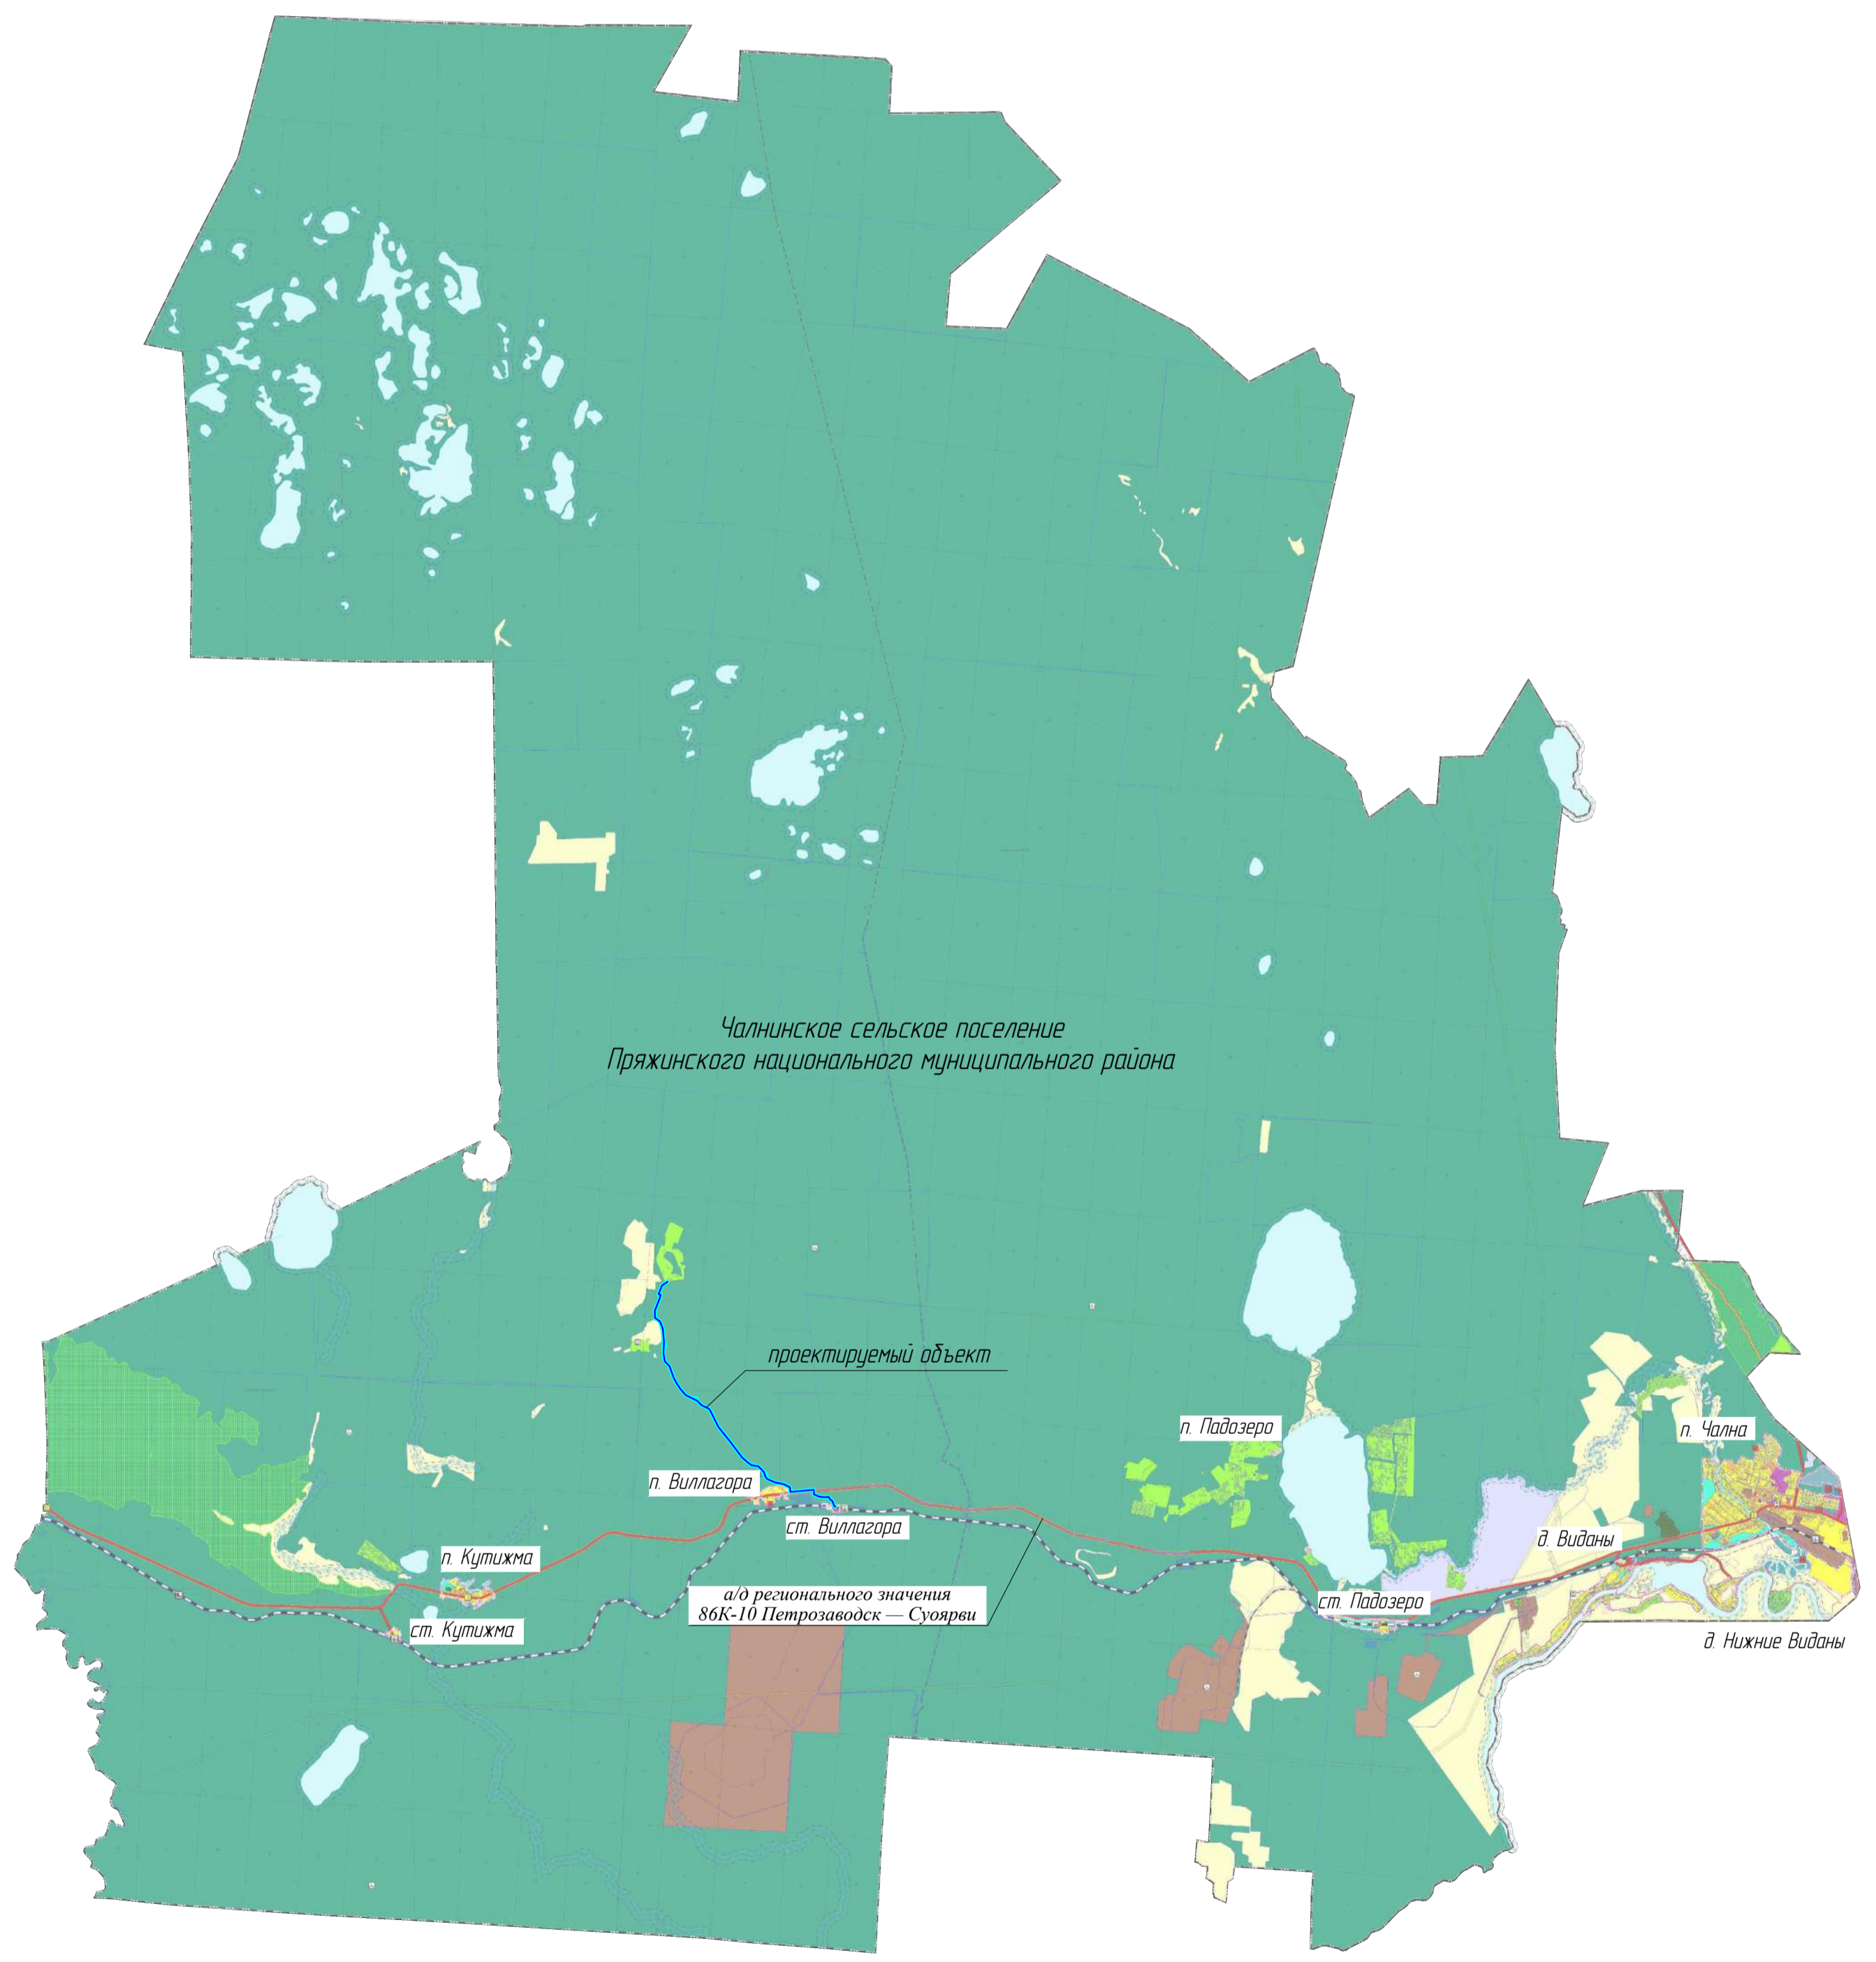 Чалнинское сельское поселение
Пряжинского национального муниципального района
проектируемый объект
п. Падозеро
п. Чална
п. Виллагора
ст. Виллагора
д. Виданы
п. Кутижма
а/д регионального значения
86К-10 Петрозаводск — Суоярви
ст. Падозеро
ст. Кутижма
д. Нижние Виданы